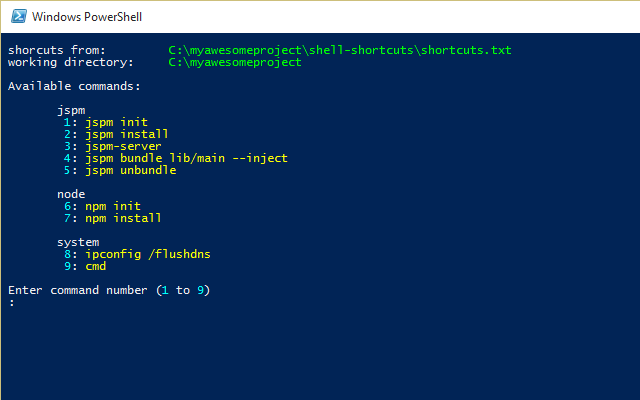 Windows PowerShell
shorcuts from: C:\myawesomeproject\shell-shortcuts\shortcuts.txt
working directory: C:\myawesomeproject
Available commands:
jspm
1: jspm init
2: jspm install
3: jspm-server
4: jspm bundle lib/main --inject
5: jspm unbundle
node
6: npm init
7: npm install
system
8: ipconfig /flushdns
9: cmd
Enter command number (1 to 9)
: